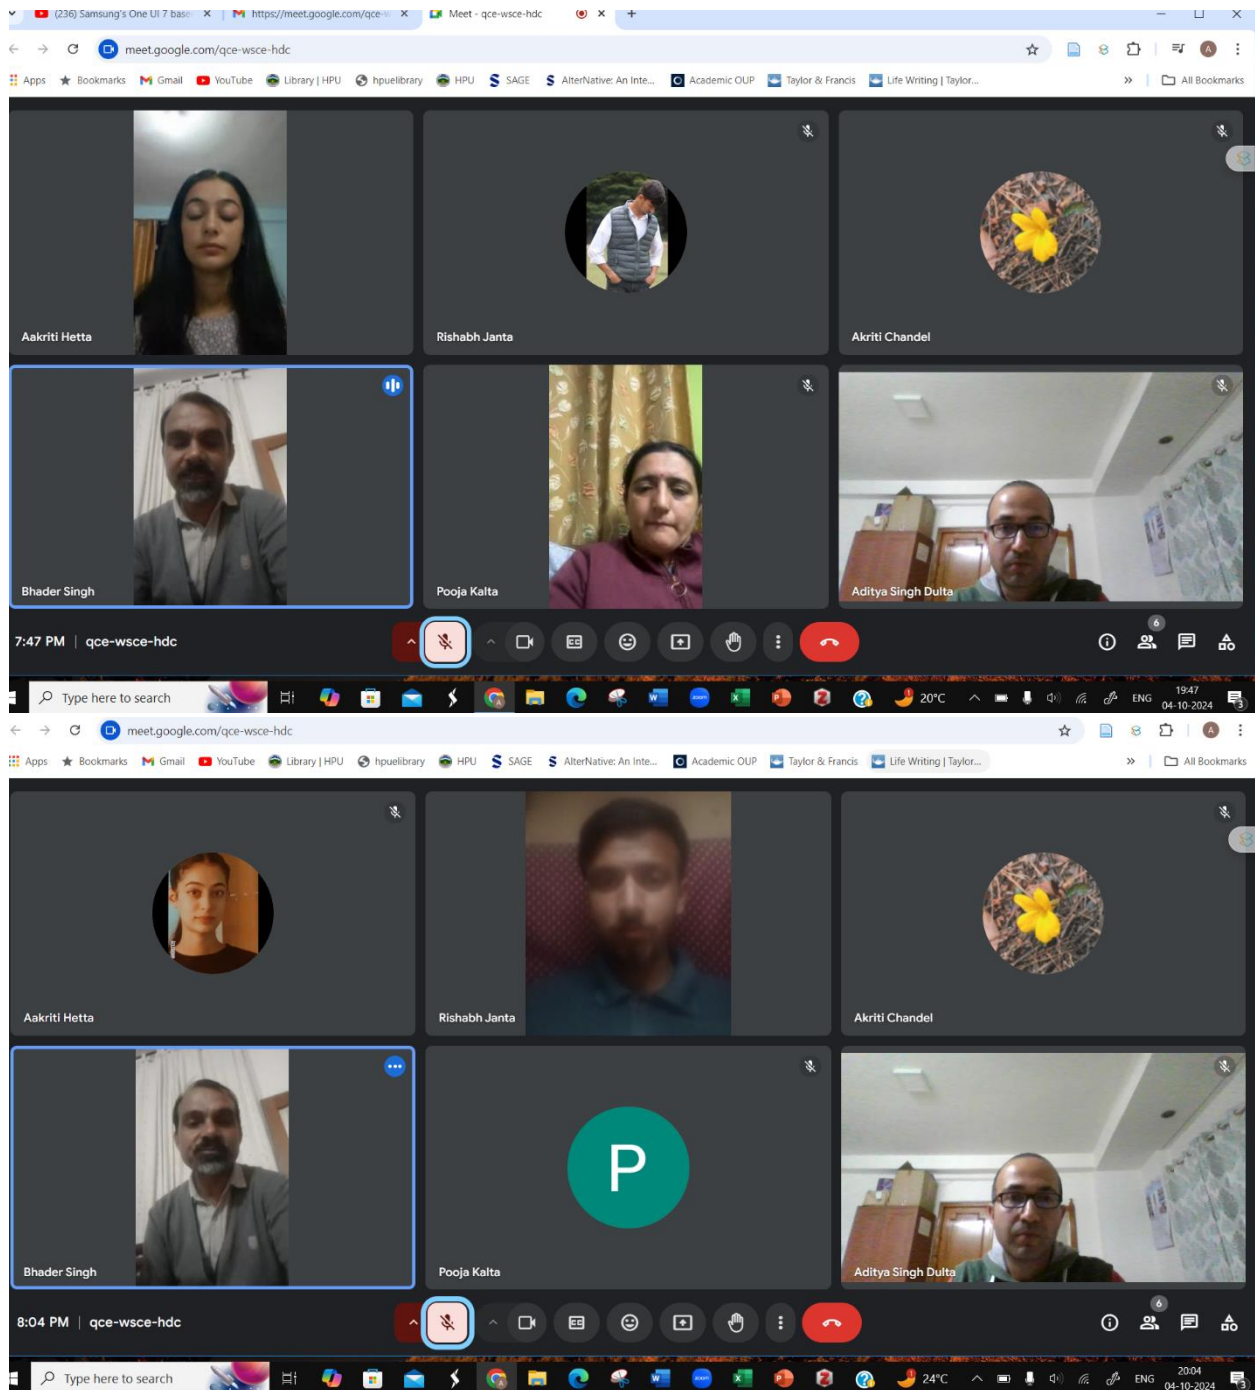 (236) Samsung's One UI 7 base
https://meet.google.com/qce-w
Meet - qce-wsce-hdc
meet.google.com/qce-wsce-hdc
Apps Bookmarks Gmail YouTube Library | HPU hpuelibrary HPU SAGE AlterNative: An Inte... Academic OUP Taylor & Francis Life Writing | Taylor... » All Bookmarks
Aakriti Hetta
Rishabh Janta
Akriti Chandel
Bhader Singh
Pooja Kalta
Aditya Singh Dulta
7:47 PM | qce-wsce-hdc
6
Type here to search
20°C
ENG
19:47
04-10-2024
3
meet.google.com/qce-wsce-hdc
A
Apps Bookmarks Gmail YouTube Library | HPU hpuelibrary HPU SAGE AlterNative: An Inte... Academic OUP Taylor & Francis Life Writing | Taylor... » All Bookmarks
Aakriti Hetta
Rishabh Janta
Akriti Chandel
Bhader Singh
P
Pooja Kalta
Aditya Singh Dulta
8:04 PM | qce-wsce-hdc
6
Type here to search
24°C
ENG
20:04
04-10-2024
3